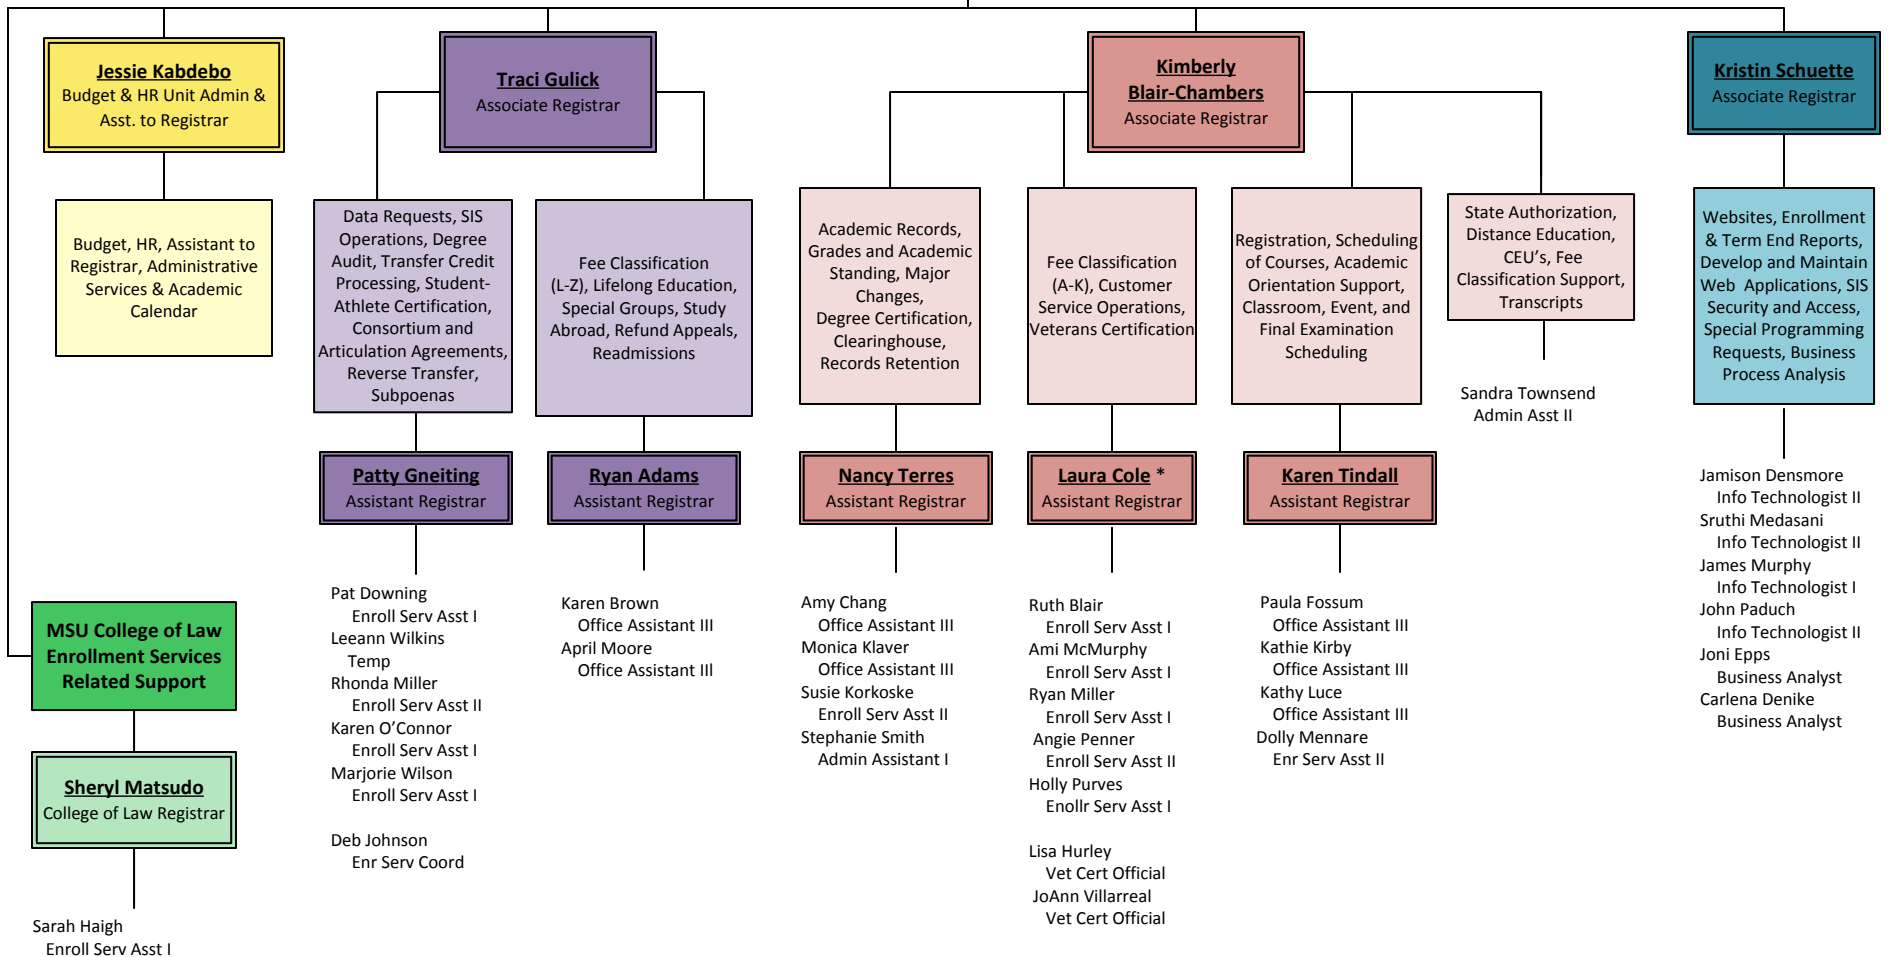 Jessie Kabdebo
Budget & HR Unit Admin &
Asst. to Registrar
Budget, HR, Assistant to
Registrar, Administrative
Services & Academic
Calendar
Traci Gulick
Associate Registrar
Data Requests, SIS
Operations, Degree
Audit, Transfer Credit
Processing, Student-
Athlete Certification,
Consortium and
Articulation Agreements,
Reverse Transfer,
Subpoenas
Patty Gneiting
Assistant Registrar
Pat Downing
Enroll Serv Asst I
Leeann Wilkins
Temp
Rhonda Miller
Enroll Serv Asst II
Karen O’Connor
Enroll Serv Asst I
Marjorie Wilson
Enroll Serv Asst I
Deb Johnson
Enr Serv Coord
Fee Classification
(L-Z), Lifelong Education,
Special Groups, Study
Abroad, Refund Appeals,
Readmissions
Ryan Adams
Assistant Registrar
Karen Brown
Office Assistant III
April Moore
Office Assistant III
Kimberly
Blair-Chambers
Associate Registrar
Academic Records,
Grades and Academic
Standing, Major
Changes,
Degree Certification,
Clearinghouse,
Records Retention
Nancy Terres
Assistant Registrar
Amy Chang
Office Assistant III
Monica Klaver
Office Assistant III
Susie Korkoske
Enroll Serv Asst II
Stephanie Smith
Admin Assistant I
Fee Classification
(A-K), Customer
Service Operations,
Veterans Certification
Laura Cole *
Assistant Registrar
Ruth Blair
Enroll Serv Asst I
Ami McMurphy
Enroll Serv Asst I
Ryan Miller
Enroll Serv Asst I
Angie Penner
Enroll Serv Asst II
Holly Purves
Enollr Serv Asst I
Lisa Hurley
Vet Cert Official
JoAnn Villarreal
Vet Cert Official
Registration, Scheduling
of Courses, Academic
Orientation Support,
Classroom, Event, and
Final Examination
Scheduling
Karen Tindall
Assistant Registrar
Paula Fossum
Office Assistant III
Kathie Kirby
Office Assistant III
Kathy Luce
Office Assistant III
Dolly Mennare
Enr Serv Asst II
State Authorization,
Distance Education,
CEU’s, Fee
Classification Support,
Transcripts
Sandra Townsend
Admin Asst II
Kristin Schuette
Associate Registrar
Websites, Enrollment
& Term End Reports,
Develop and Maintain
Web Applications, SIS
Security and Access,
Special Programming
Requests, Business
Process Analysis
Jamison Densmore
Info Technologist II
Sruthi Medasani
Info Technologist II
James Murphy
Info Technologist I
John Paduch
Info Technologist II
Joni Epps
Business Analyst
Carlena Denike
Business Analyst
MSU College of Law
Enrollment Services
Related Support
Sheryl Matsudo
College of Law Registrar
Sarah Haigh
Enroll Serv Asst I